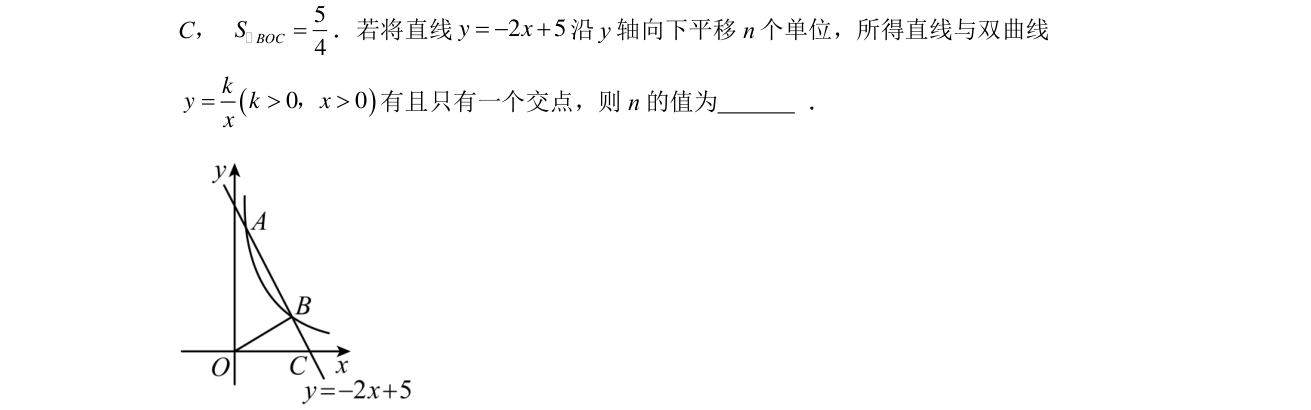 C， S△BOC = 5/4 ．若将直线 y = −2x + 5 沿 y 轴向下平移 n 个单位，所得直线与双曲线
y = k/x (k > 0，x > 0) 有且只有一个交点，则 n 的值为______ ．
y
A
B
O C x
y=−2x+5